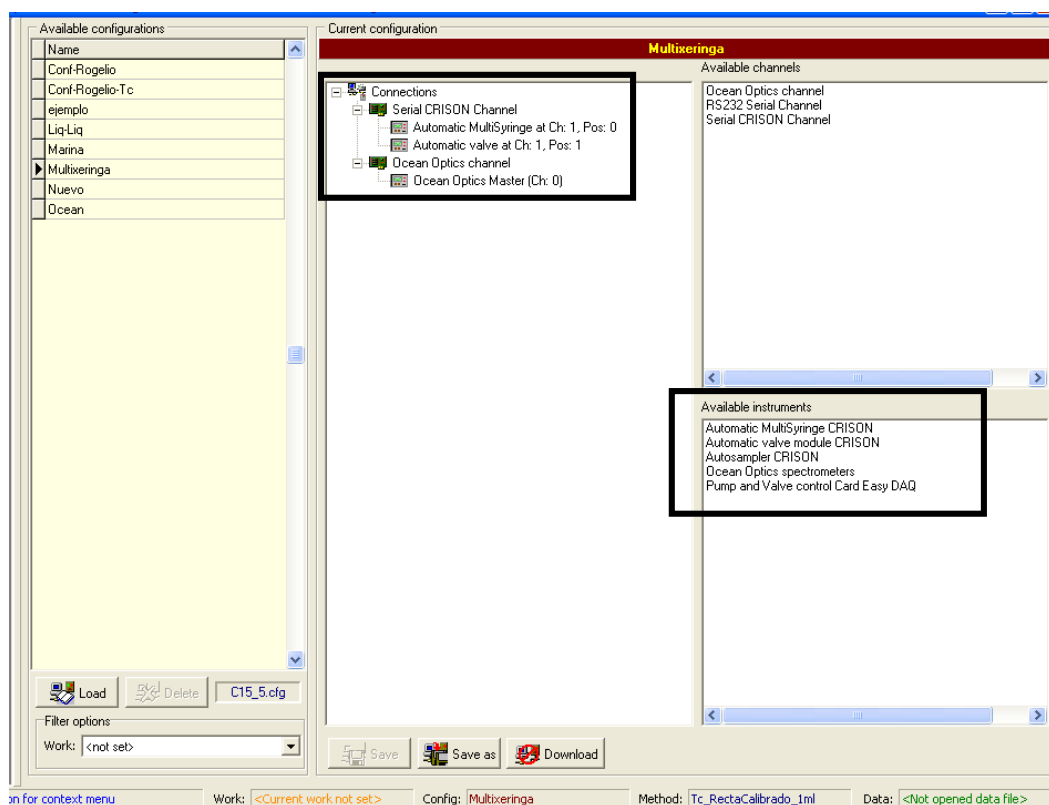 Available configurations
Name
Conf-Rogelio
Conf-Rogelio-Tc
ejemplo
Liq-Liq
Marina
Multixeringa
Nuevo
Ocean
Load
Delete
C15_5.cfg
Filter options
Work: <not set>
Current configuration
Multixeringa
Connections
Serial CRISON Channel
Automatic MultiSyringe at Ch: 1, Pos: 0
Automatic valve at Ch: 1, Pos: 1
Ocean Optics channel
Ocean Optics Master (Ch: 0)
Available channels
Ocean Optics channel
RS232 Serial Channel
Serial CRISON Channel
Available instruments
Automatic MultiSyringe CRISON
Automatic valve module CRISON
Autosampler CRISON
Ocean Optics spectrometers
Pump and Valve control Card Easy DAQ
Save
Save as
Download
on for context menu Work: <Current work not set> Config: Multixeringa Method: Tc_RectaCalibrado_1ml Data: <Not opened data file>